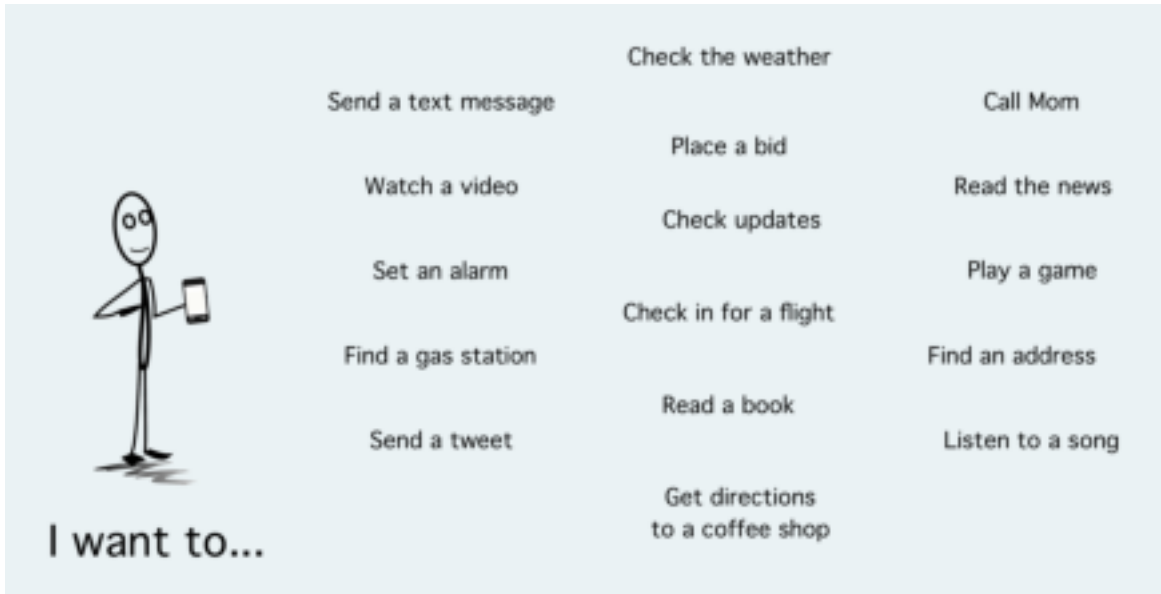 Check the weather
Send a text message
Call Mom
Place a bid
Watch a video
Read the news
Check updates
Set an alarm
Play a game
Check in for a flight
Find a gas station
Find an address
Read a book
Send a tweet
Listen to a song
Get directions
to a coffee shop
I want to...